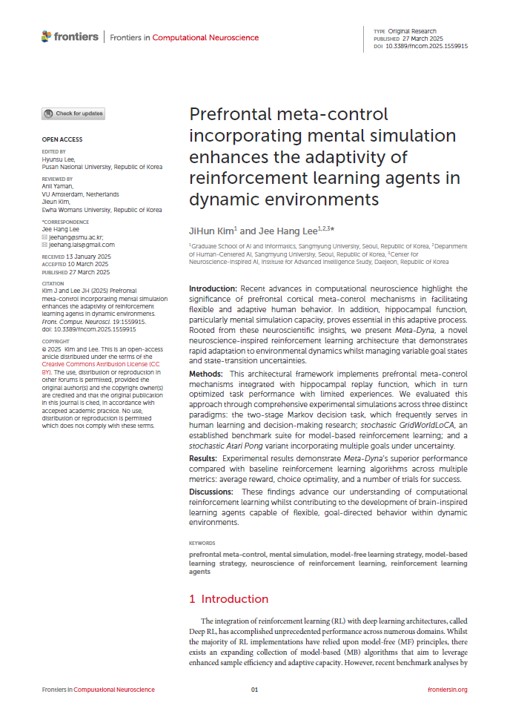 frontiers | Frontiers in Computational Neuroscience
TYPE Original Research
PUBLISHED 27 March 2025
DOI 10.3389/fncom.2025.1559915
Check for updates
OPEN ACCESS
EDITED BY
Hyunsu Lee,
Pusan National University, Republic of Korea
REVIEWED BY
Anil Yaman,
VU Amsterdam, Netherlands
Jieun Kim,
Ewha Womans University, Republic of Korea
*CORRESPONDENCE
Jee Hang Lee
jeehang@smu.ac.kr;
jeehang.lals@gmail.com
RECEIVED 13 January 2025
ACCEPTED 10 March 2025
PUBLISHED 27 March 2025
CITATION
Kim J and Lee JH (2025) Prefrontal
meta-control incorporating mental simulation
enhances the adaptivity of reinforcement
learning agents in dynamic environments.
Front. Comput. Neurosci. 19:1559915.
doi: 10.3389/fncom.2025.1559915
COPYRIGHT
© 2025 Kim and Lee. This is an open-access
article distributed under the terms of the
Creative Commons Attribution License (CC
BY). The use, distribution or reproduction in
other forums is permitted, provided the
original author(s) and the copyright owner(s)
are credited and that the original publication
in this journal is cited, in accordance with
accepted academic practice. No use,
distribution or reproduction is permitted
which does not comply with these terms.
Prefrontal meta-control
incorporating mental simulation
enhances the adaptivity of
reinforcement learning agents in
dynamic environments
JiHun Kim1 and Jee Hang Lee1,2,3*
1Graduate School of AI and Informatics, Sangmyung University, Seoul, Republic of Korea, 2Department
of Human-Centered AI, Sangmyung University, Seoul, Republic of Korea, 3Center for
Neuroscience-Inspired AI, Institute for Advanced Intelligence Study, Daejeon, Republic of Korea
Introduction: Recent advances in computational neuroscience highlight the
significance of prefrontal cortical meta-control mechanisms in facilitating
flexible and adaptive human behavior. In addition, hippocampal function,
particularly mental simulation capacity, proves essential in this adaptive process.
Rooted from these neuroscientific insights, we present Meta-Dyna, a novel
neuroscience-inspired reinforcement learning architecture that demonstrates
rapid adaptation to environmental dynamics whilst managing variable goal states
and state-transition uncertainties.
Methods: This architectural framework implements prefrontal meta-control
mechanisms integrated with hippocampal replay function, which in turn
optimized task performance with limited experiences. We evaluated this
approach through comprehensive experimental simulations across three distinct
paradigms: the two-stage Markov decision task, which frequently serves in
human learning and decision-making research; stochastic GridWorldLoCA, an
established benchmark suite for model-based reinforcement learning; and a
stochastic Atari Pong variant incorporating multiple goals under uncertainty.
Results: Experimental results demonstrate Meta-Dyna's superior performance
compared with baseline reinforcement learning algorithms across multiple
metrics: average reward, choice optimality, and a number of trials for success.
Discussions: These findings advance our understanding of computational
reinforcement learning whilst contributing to the development of brain-inspired
learning agents capable of flexible, goal-directed behavior within dynamic
environments.
KEYWORDS
prefrontal meta-control, mental simulation, model-free learning strategy, model-based
learning strategy, neuroscience of reinforcement learning, reinforcement learning
agents
1 Introduction
The integration of reinforcement learning (RL) with deep learning architectures, called
Deep RL, has accomplished unprecedented performance across numerous domains. Whilst
the majority of RL implementations have relied upon model-free (MF) principles, there
exists an expanding collection of model-based (MB) algorithms that aim to leverage
enhanced sample efficiency and adaptive capacity. However, recent benchmark analyses by
Frontiers in Computational Neuroscience
01
frontiersin.org